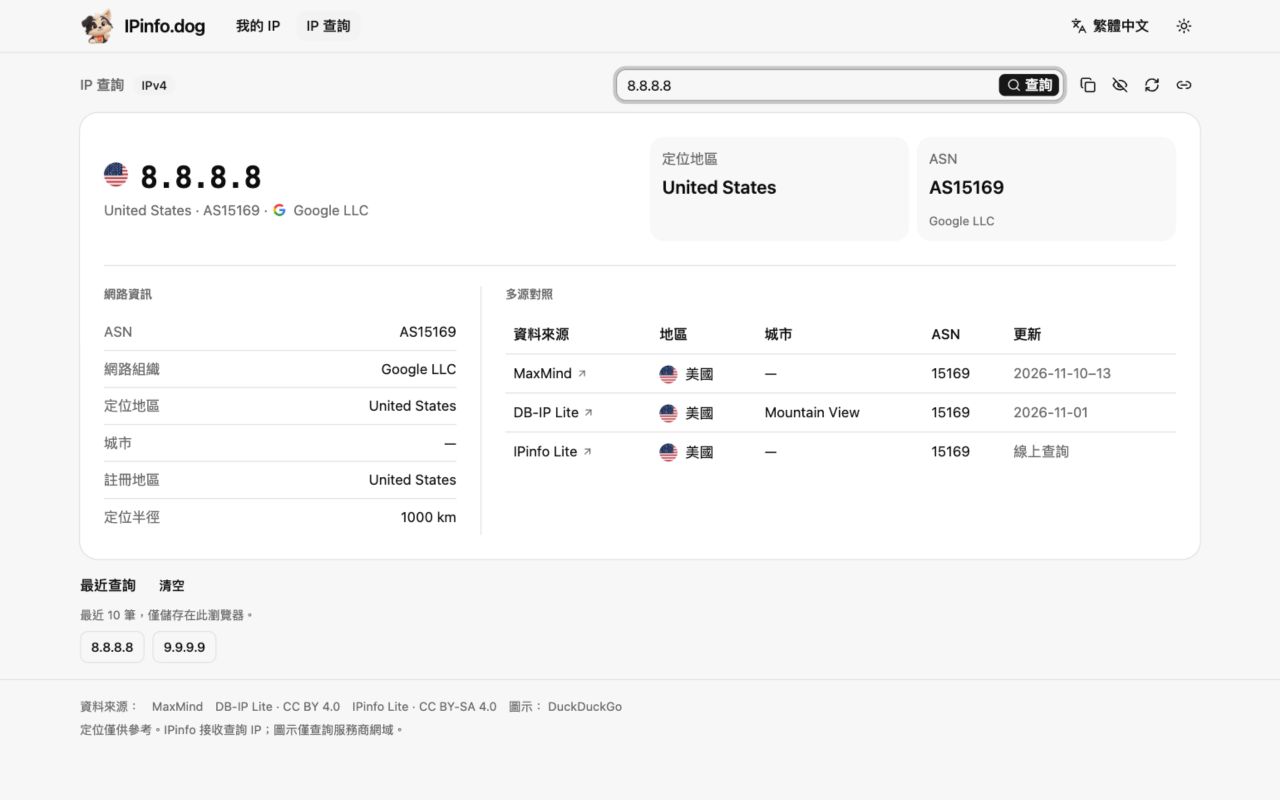 IPinfo.dog 我的 IP IP 查詢 繁體中文
IP 查詢 IPv4 8.8.8.8 查詢
8.8.8.8
United States · AS15169 · Google LLC
定位地區
United States
ASN
AS15169
Google LLC
網路資訊
ASN AS15169
網路組織 Google LLC
定位地區 United States
城市 —
註冊地區 United States
定位半徑 1000 km
多源對照
資料來源 地區 城市 ASN 更新
MaxMind ↗ 美國 — 15169 2026-11-10–13
DB-IP Lite ↗ 美國 Mountain View 15169 2026-11-01
IPinfo Lite ↗ 美國 — 15169 線上查詢
最近查詢 清空
最近 10 筆，僅儲存在此瀏覽器。
8.8.8.8 9.9.9.9
資料來源： MaxMind DB-IP Lite · CC BY 4.0 IPinfo Lite · CC BY-SA 4.0 圖示： DuckDuckGo
定位僅供參考。IPinfo 接收查詢 IP；圖示僅查詢服務商網域。